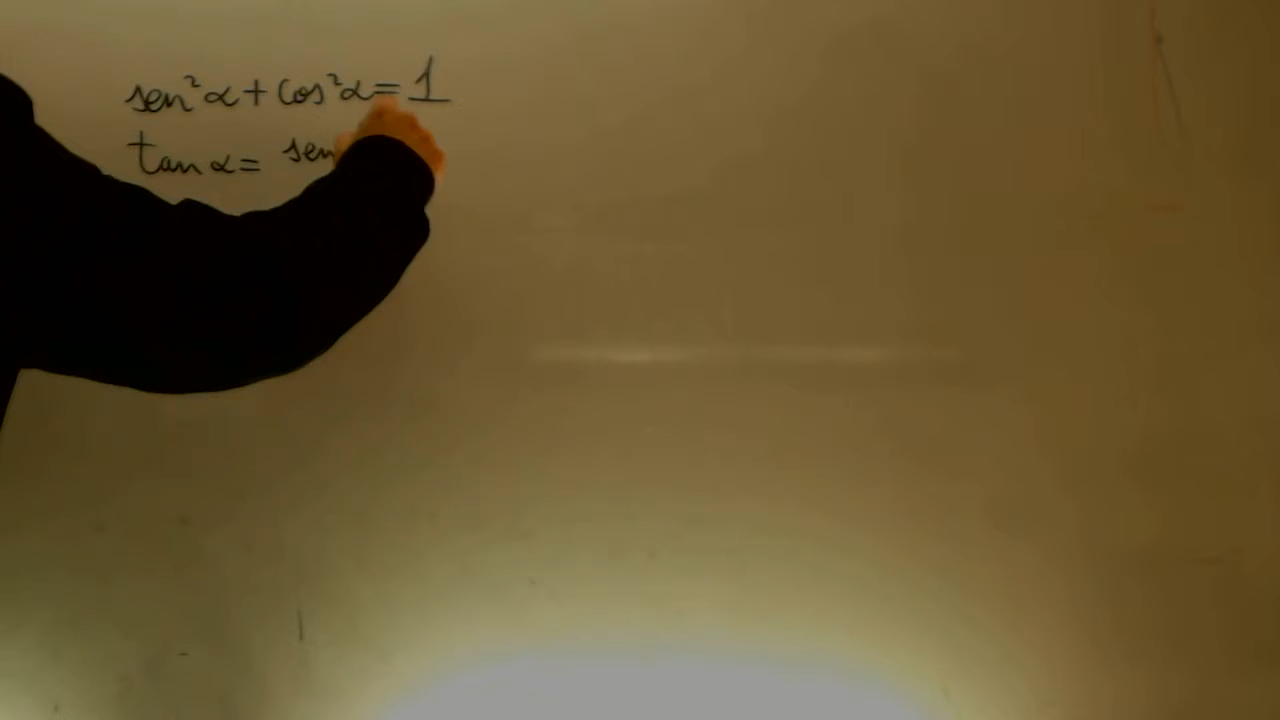 sen²α + cos²α = 1
tan α = sen